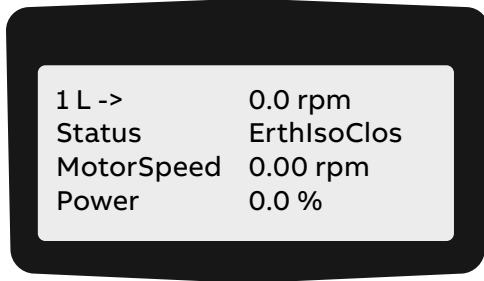 1 L -> 0.0 rpm
Status ErthIsoClos
MotorSpeed 0.00 rpm
Power 0.0 %